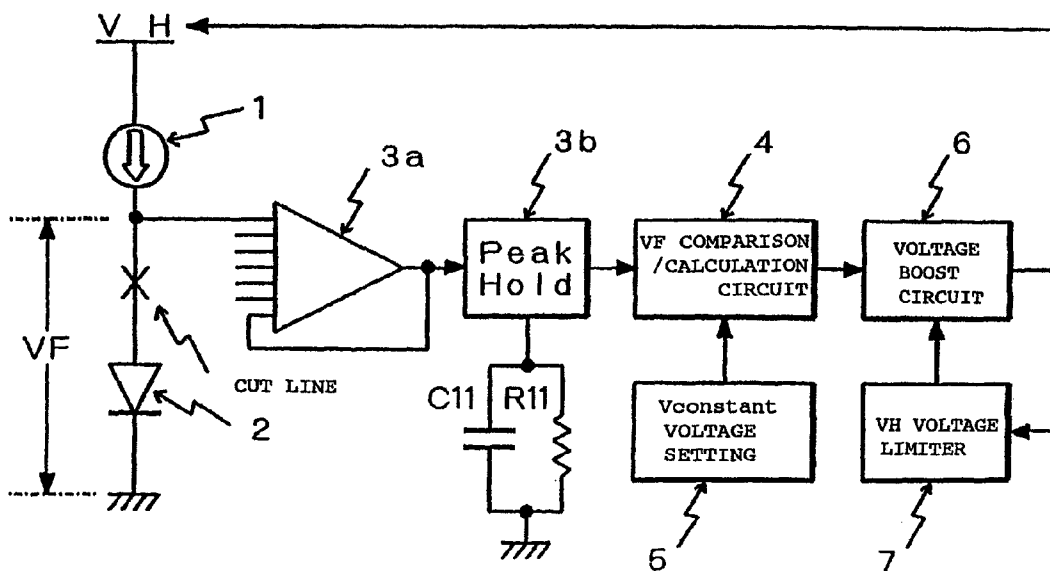 V H
1
3a
3b
4
6
Peak
Hold
VF COMPARISON
/CALCULATION
CIRCUIT
VOLTAGE
BOOST
CIRCUIT
VF
CUT LINE
2
C11
R11
Vconstant
VOLTAGE
SETTING
VH VOLTAGE
LIMITER
5
7